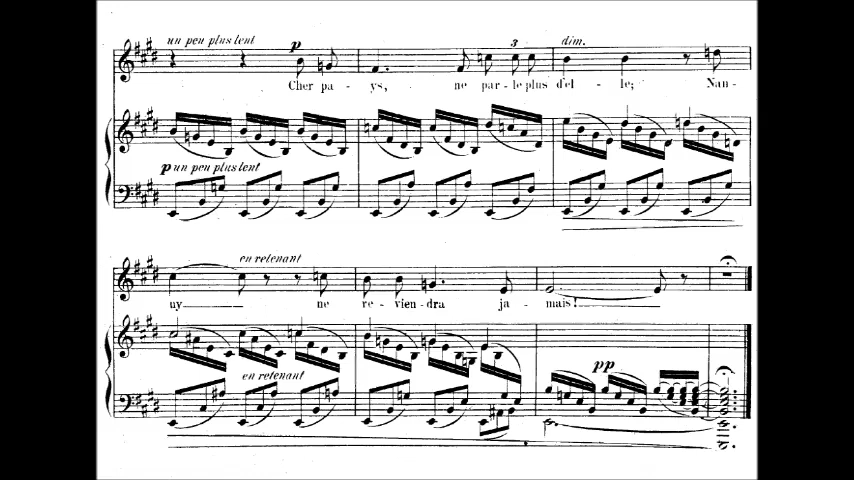 un peu plus lent
p
3
dim.
Cher pa - ys, ne par - le plus d'el - le; Nan -
p un peu plus lent
en retenant
uy ne re - vien - dra ja - mais!
en retenant
pp